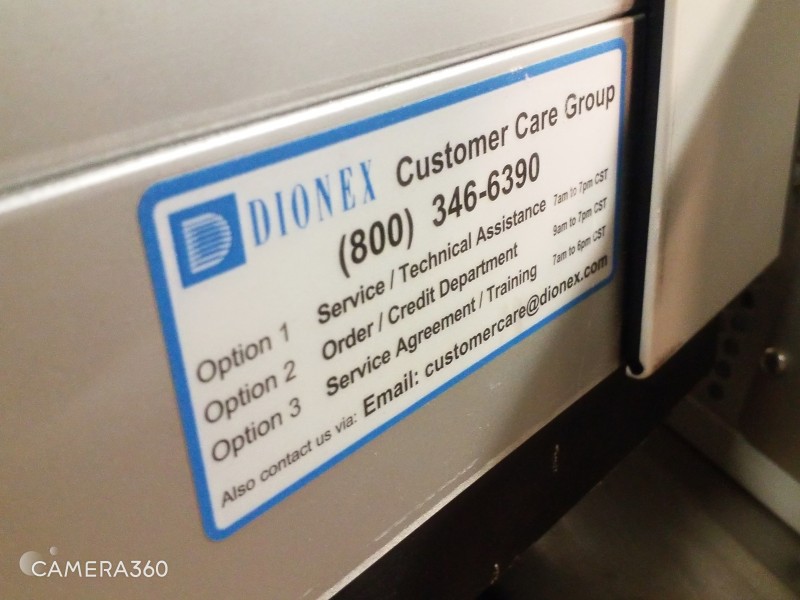 DIONEX Customer Care Group
(800) 346-6390
Option 1 Service / Technical Assistance 7am to 7pm CST
Option 2 Order / Credit Department 9am to 7pm CST
Option 3 Service Agreement / Training 7am to 6pm CST
Also contact us via: Email: customercare@dionex.com
CAMERA360